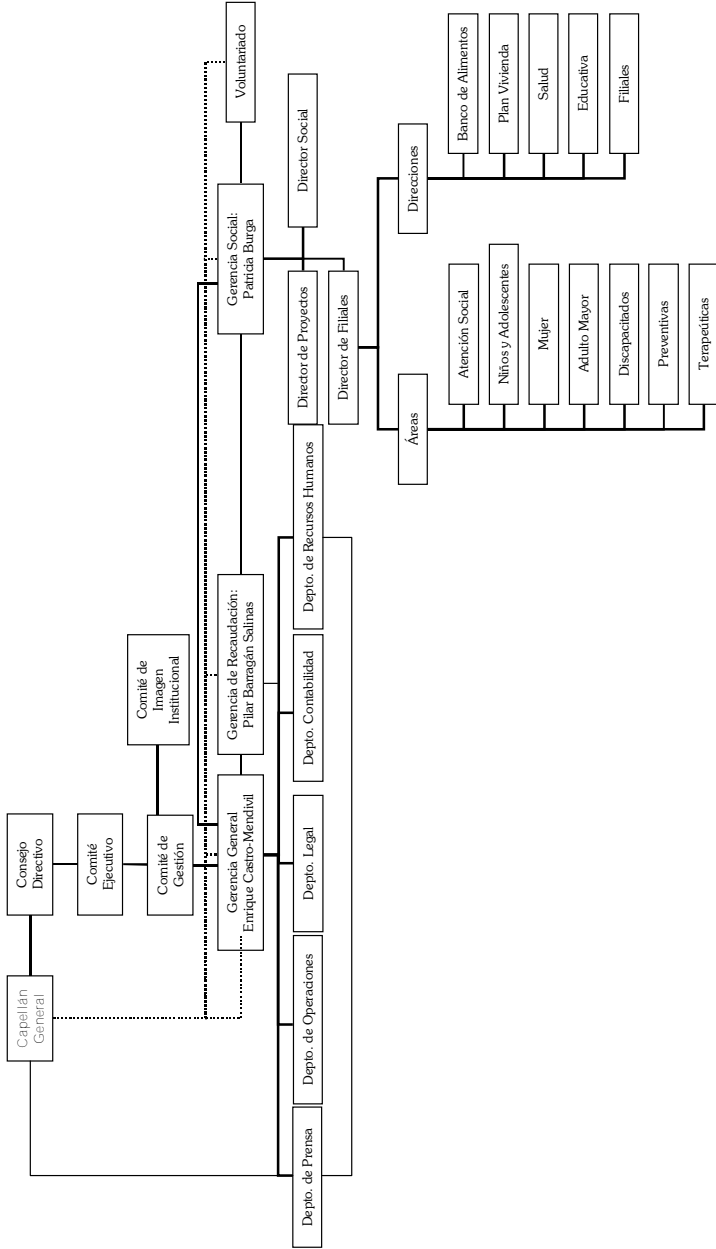 Capellán
General
Consejo
Directivo
Comité
Ejecutivo
Comité de
Gestión
Comité de
Imagen
Institucional
Gerencia General
Enrique Castro-Mendivil
Gerencia de Recaudación:
Pilar Barragán Salinas
Gerencia Social:
Patricia Burga
Voluntariado
Depto. de Prensa
Depto. de Operaciones
Depto. Legal
Depto. Contabilidad
Depto. de Recursos Humanos
Director de Proyectos
Director Social
Director de Filiales
Áreas
Direcciones
Atención Social
Niños y Adolescentes
Mujer
Adulto Mayor
Discapacitados
Preventivas
Terapeúticas
Banco de Alimentos
Plan Vivienda
Salud
Educativa
Filiales